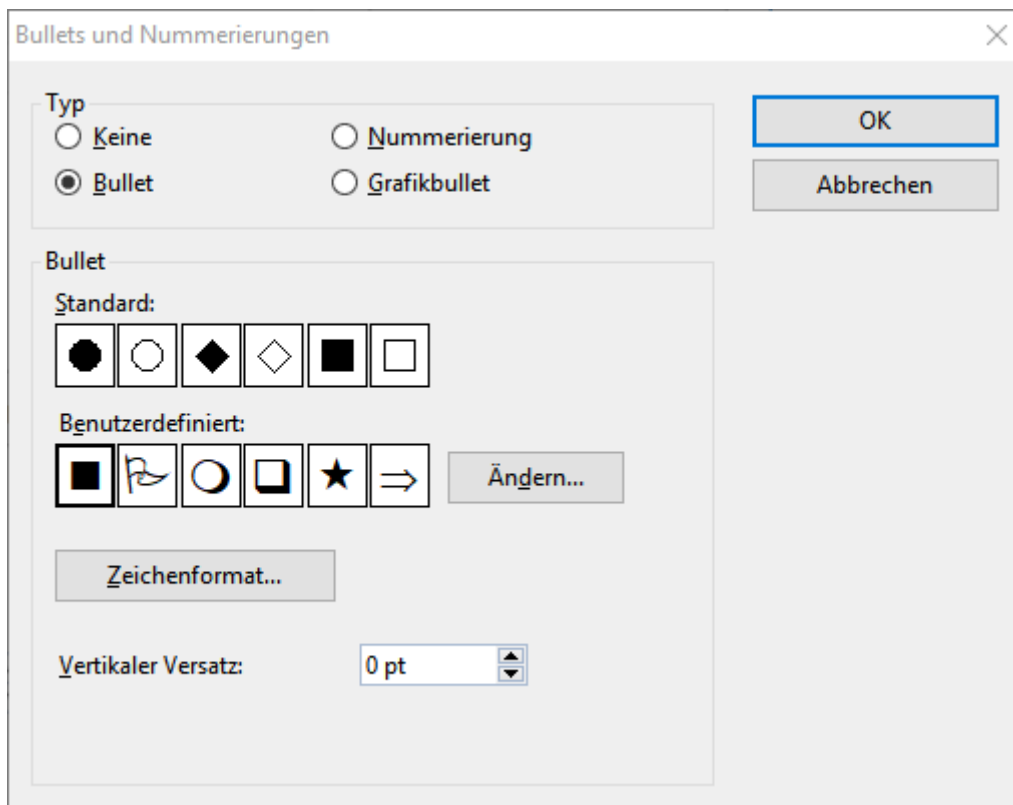 Bullets und Nummerierungen
Typ
Keine
Nummerierung
Bullet
Grafikbullet
OK
Abbrechen
Bullet
Standard:
Benutzerdefiniert:
Ändern...
Zeichenformat...
Vertikaler Versatz:
0 pt